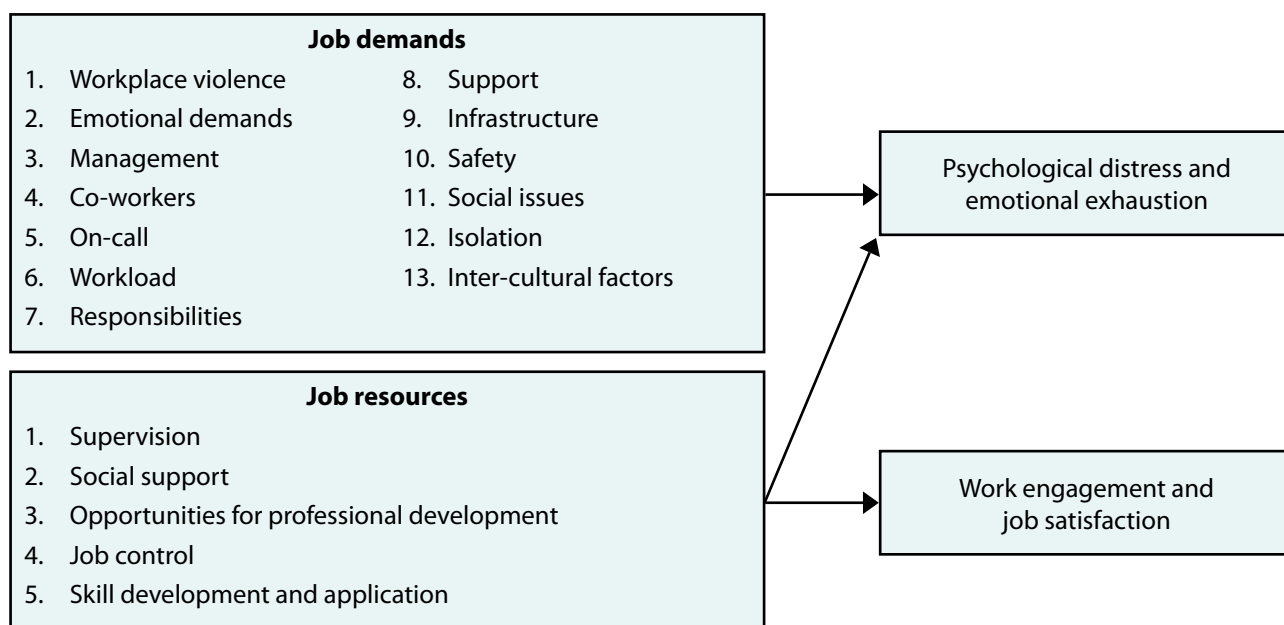 Job demands
1. Workplace violence
2. Emotional demands
3. Management
4. Co-workers
5. On-call
6. Workload
7. Responsibilities
8. Support
9. Infrastructure
10. Safety
11. Social issues
12. Isolation
13. Inter-cultural factors
Job resources
1. Supervision
2. Social support
3. Opportunities for professional development
4. Job control
5. Skill development and application
Psychological distress and
emotional exhaustion
Work engagement and
job satisfaction